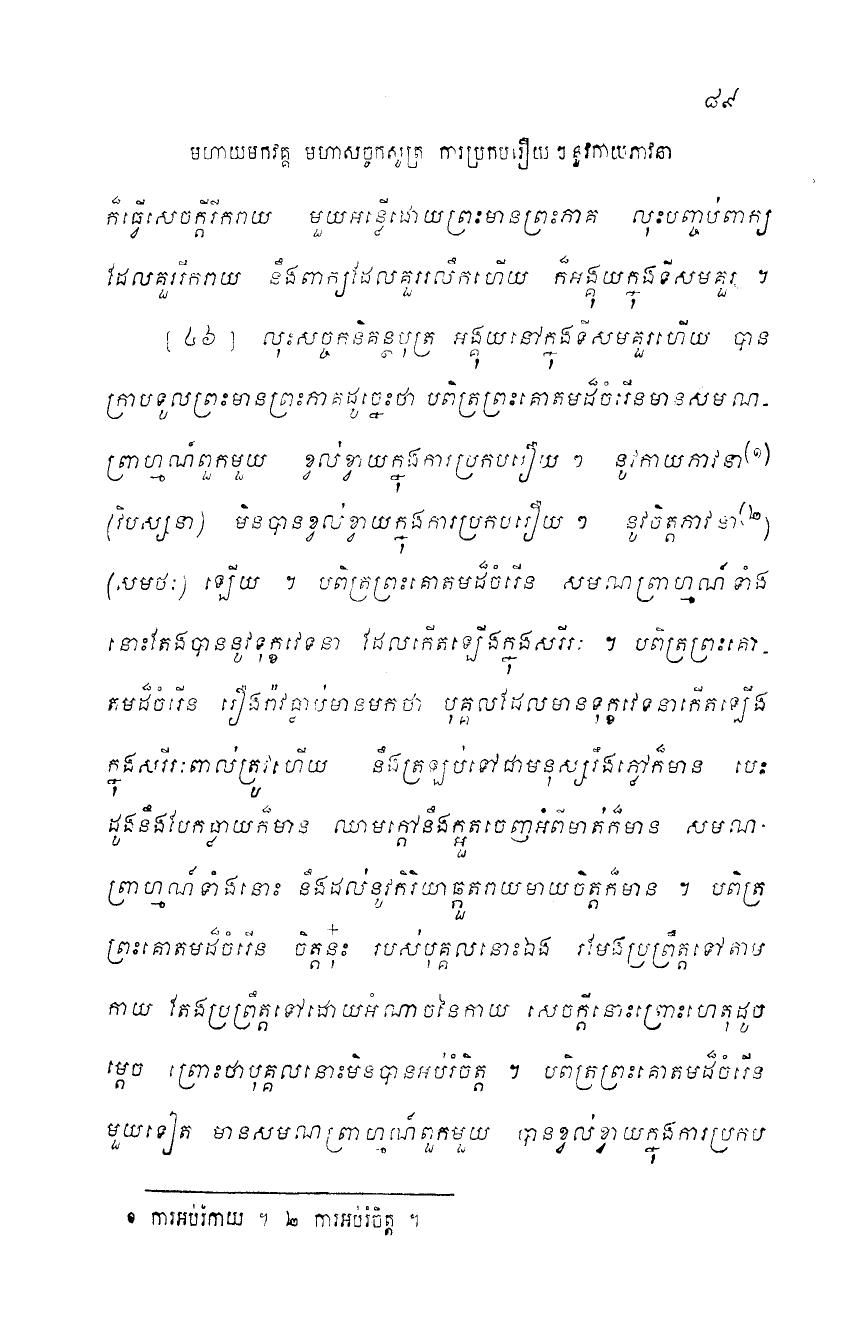 ៨៩
មហាយមកវគ្គ មហាសច្ចកសូត្រ ការប្រកបរឿយ ៗ នូវកាយភាវនា
ក៏ធ្វើសេចក្តីរីករាយ មួយអន្លើដោយព្រះមានព្រះភាគ លុះបញ្ចប់ពាក្យ
ដែលគួររីករាយ នឹងពាក្យដែលគួររលឹកហើយ ក៏អង្គុយក្នុងទីសមគួរ ។
[៤៦] លុះសច្ចកនិគន្ថបុត្រ អង្គុយនៅក្នុងទីសមគួរហើយ បាន
ក្រាបទូលព្រះមានព្រះភាគដូច្នេះថា បពិត្រព្រះគោតមដ៏ចំរើនមានសមណ-
ព្រាហ្មណ៍ពួកមួយ ខ្វល់ខ្វាយក្នុងការប្រកបរឿយ ៗ នូវកាយភាវនា(១)
(វិបស្សនា) មិនបានខ្វល់ខ្វាយក្នុងការប្រកបរឿយ ៗ នូវចិត្តភាវនា(២)
(សមថៈ) ឡើយ ។ បពិត្រព្រះគោតមដ៏ចំរើន សមណព្រាហ្មណ៍ទាំង
នោះតែងបាននូវទុក្ខវេទនា ដែលកើតឡើងក្នុងសរីរៈ ។ បពិត្រព្រះគោ-
តមដ៏ចំរើន រឿងរ៉ាវធ្លាប់មានមកថា បុគ្គលដែលមានទុក្ខវេទនាកើតឡើង
ក្នុងសរីរៈពាល់ត្រូវហើយ នឹងត្រឡប់ទៅជាមនុស្សរឹងភ្លៅក៏មាន បេះ
ដូងនឹងបែកធ្លាយក៏មាន ឈាមក្តៅនឹងក្អួតចេញអំពីមាត់ក៏មាន សមណ-
ព្រាហ្មណ៍ទាំងនោះ នឹងដល់នូវកិរិយាឆ្កួតរាយមាយចិត្តក៏មាន ។ បពិត្រ
ព្រះគោតមដ៏ចំរើន ចិត្តនុ៎ះ របស់បុគ្គលនោះឯង រមែងប្រព្រឹត្តទៅតាម
កាយ តែងប្រព្រឹត្តទៅដោយអំណាចនៃកាយ សេចក្តីនោះព្រោះហេតុដូច
ម្តេច ព្រោះថាបុគ្គលនោះមិនបានអប់រំចិត្ត ។ បពិត្រព្រះគោតមដ៏ចំរើន
មួយទៀត មានសមណព្រាហ្មណ៍ពួកមួយ បានខ្វល់ខ្វាយក្នុងការប្រកប
១ ការអប់រំកាយ ។ ២ ការអប់រំចិត្ត ។